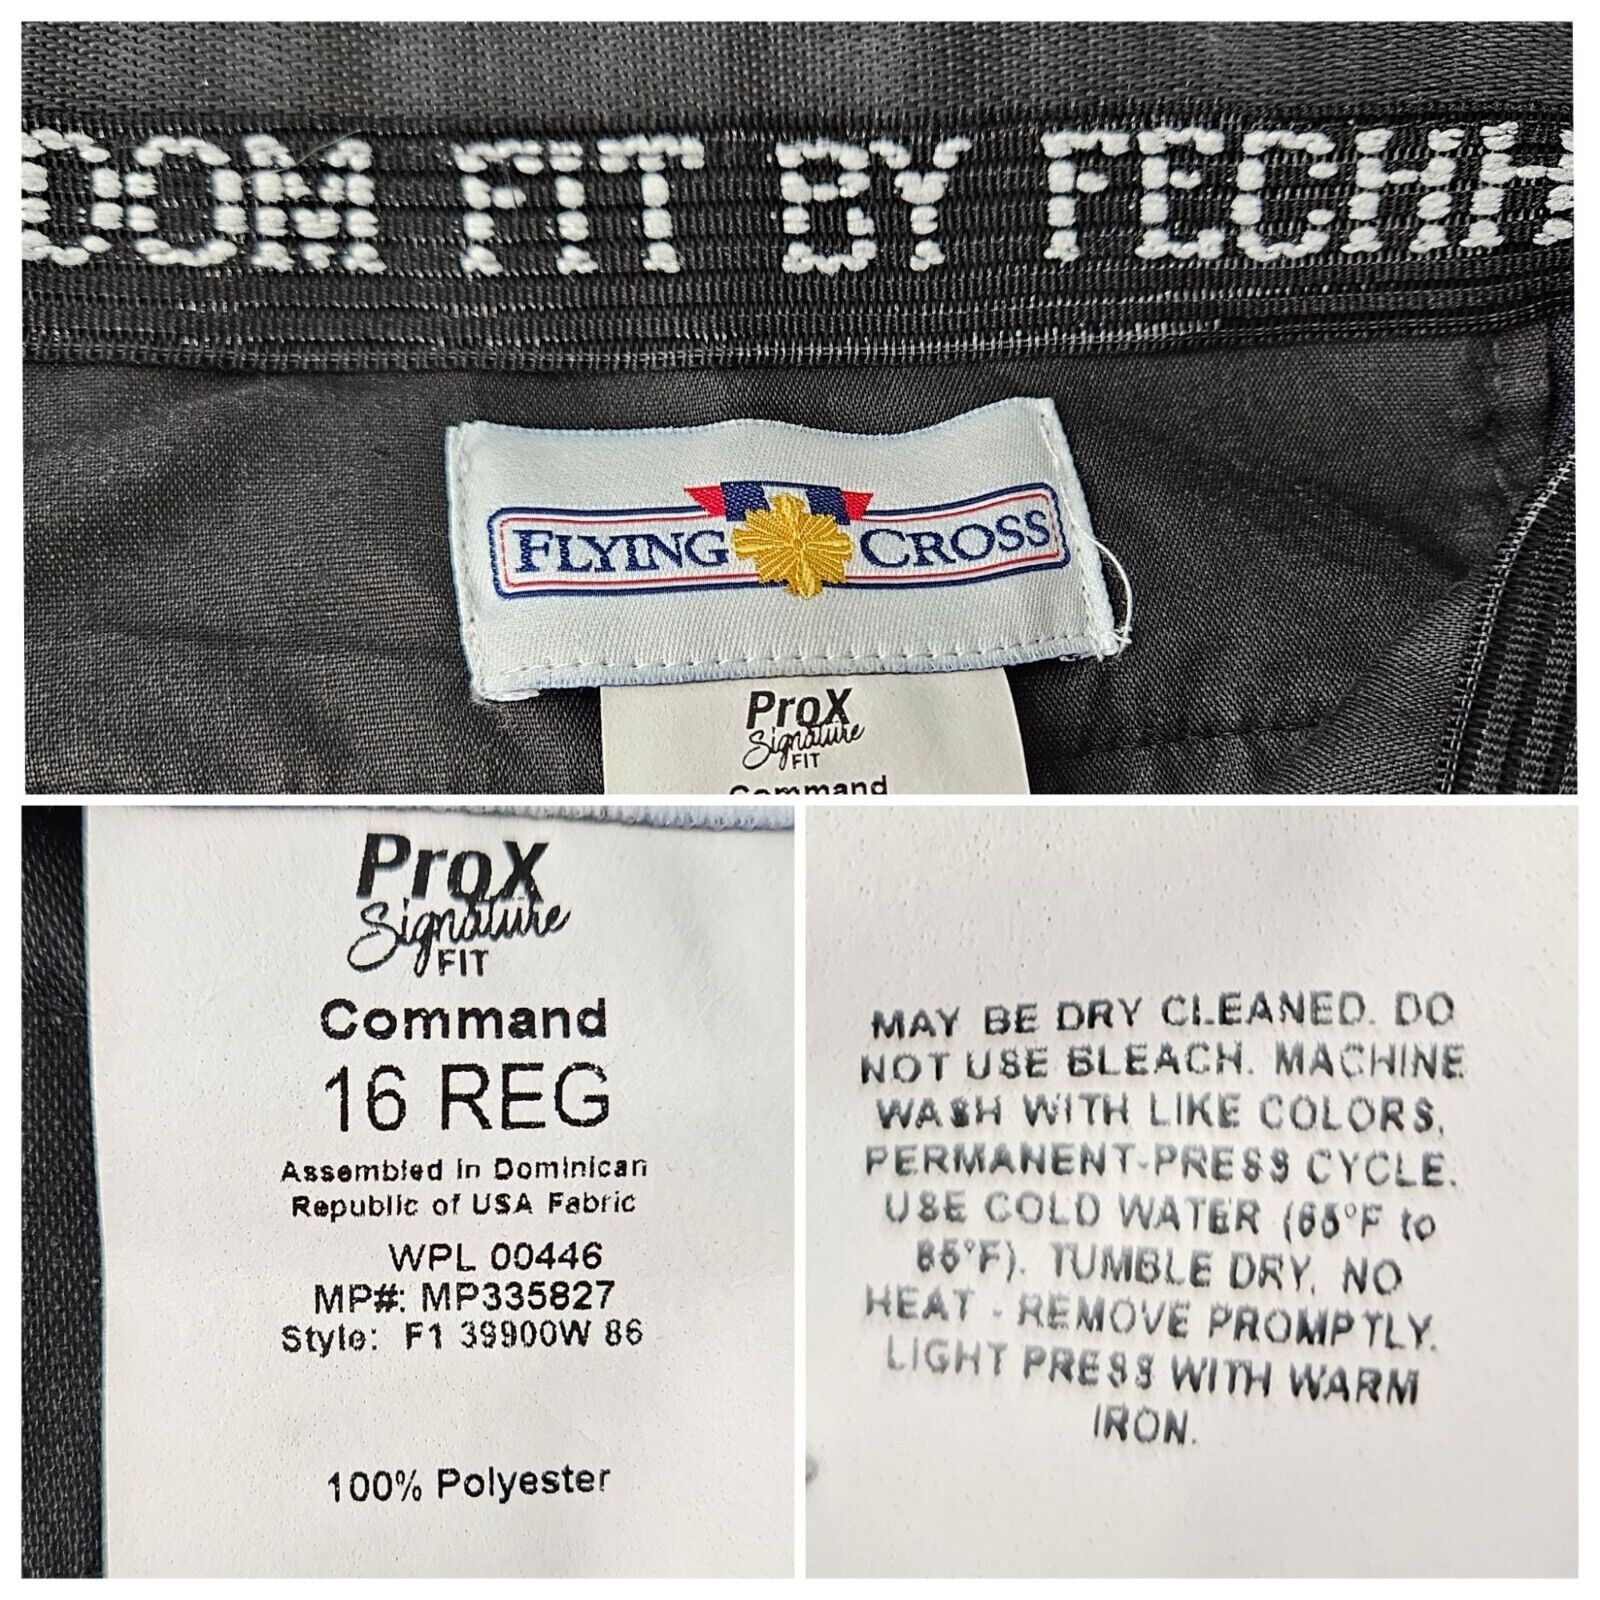 OM FIT BY FECHH
FLYING CROSS
ProX
Signature
FIT
Command
ProX
Signature
FIT
Command
16 REG
Assembled in Dominican
Republic of USA Fabric
WPL 00446
MP#: MP335827
Style: F1 39900W 86
100% Polyester
MAY BE DRY CLEANED. DO
NOT USE BLEACH. MACHINE
WASH WITH LIKE COLORS,
PERMANENT-PRESS CYCLE.
USE COLD WATER (65°F to
85°F). TUMBLE DRY, NO
HEAT - REMOVE PROMPTLY.
LIGHT PRESS WITH WARM
IRON.